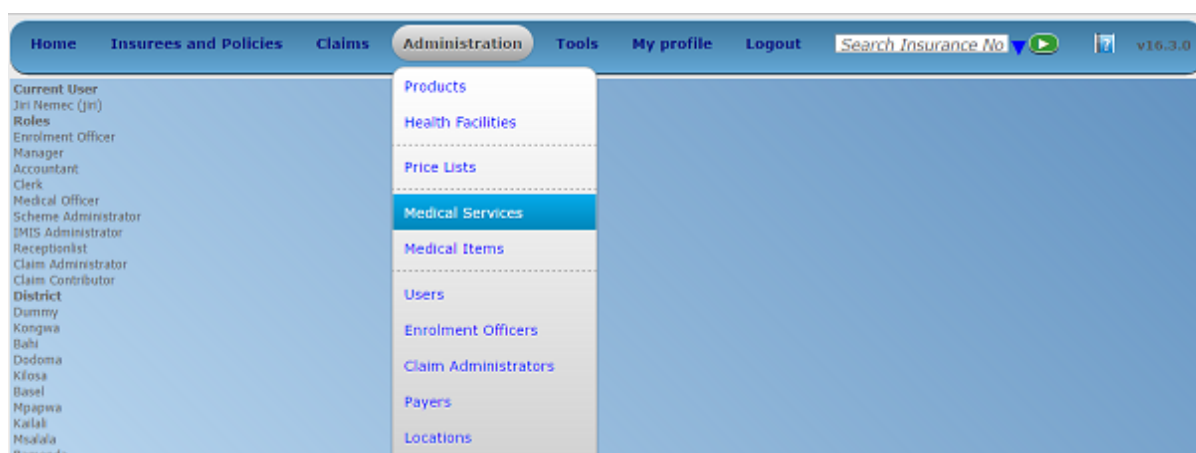 Home Insurees and Policies Claims Administration Tools My profile Logout Search Insurance No ? v16.3.0
Current User
Jiri Nemec (jiri)
Roles
Enrolment Officer
Manager
Accountant
Clerk
Medical Officer
Scheme Administrator
IMIS Administrator
Receptionist
Claim Administrator
Claim Contributor
District
Dummy
Kongwa
Bahi
Dodoma
Kilosa
Basel
Mpapwa
Kailali
Msalala
Products
Health Facilities
Price Lists
Medical Services
Medical Items
Users
Enrolment Officers
Claim Administrators
Payers
Locations